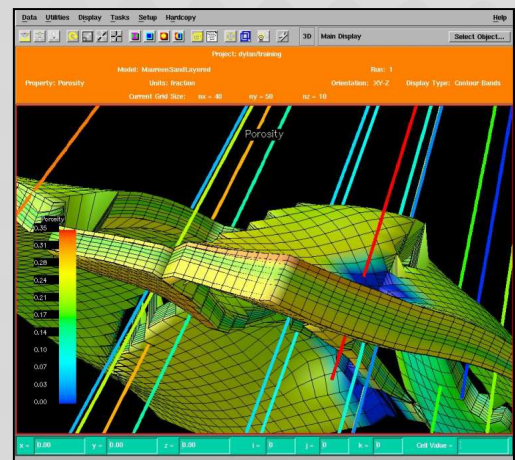 Data Utilities Display Tasks Setup Hardcopy Help
3D Main Display Select Object...
Project: dylan/training
Model: MaureenSandLayered Run: 1
Property: Porosity Units: fraction Orientation: XY-Z Display Type: Contour Bands
Current Grid Size: nx = 40 ny = 50 nz = 10
Porosity
Porosity
0.35
0.31
0.28
0.24
0.21
0.17
0.14
0.10
0.07
0.03
0.00
x = 0.00 y = 0.00 z = 0.00 i = 0 j = 0 k = 0 Cell Value =